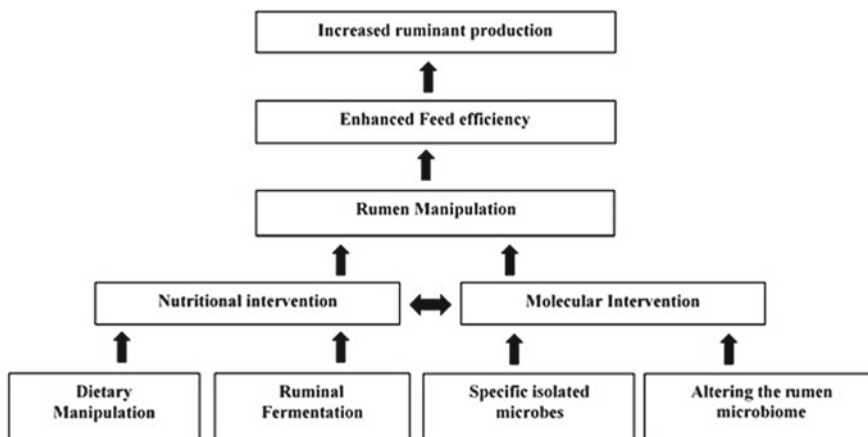 Increased ruminant production
Enhanced Feed efficiency
Rumen Manipulation
Nutritional intervention
Molecular Intervention
Dietary
Manipulation
Ruminal
Fermentation
Specific isolated
microbes
Altering the rumen
microbiome